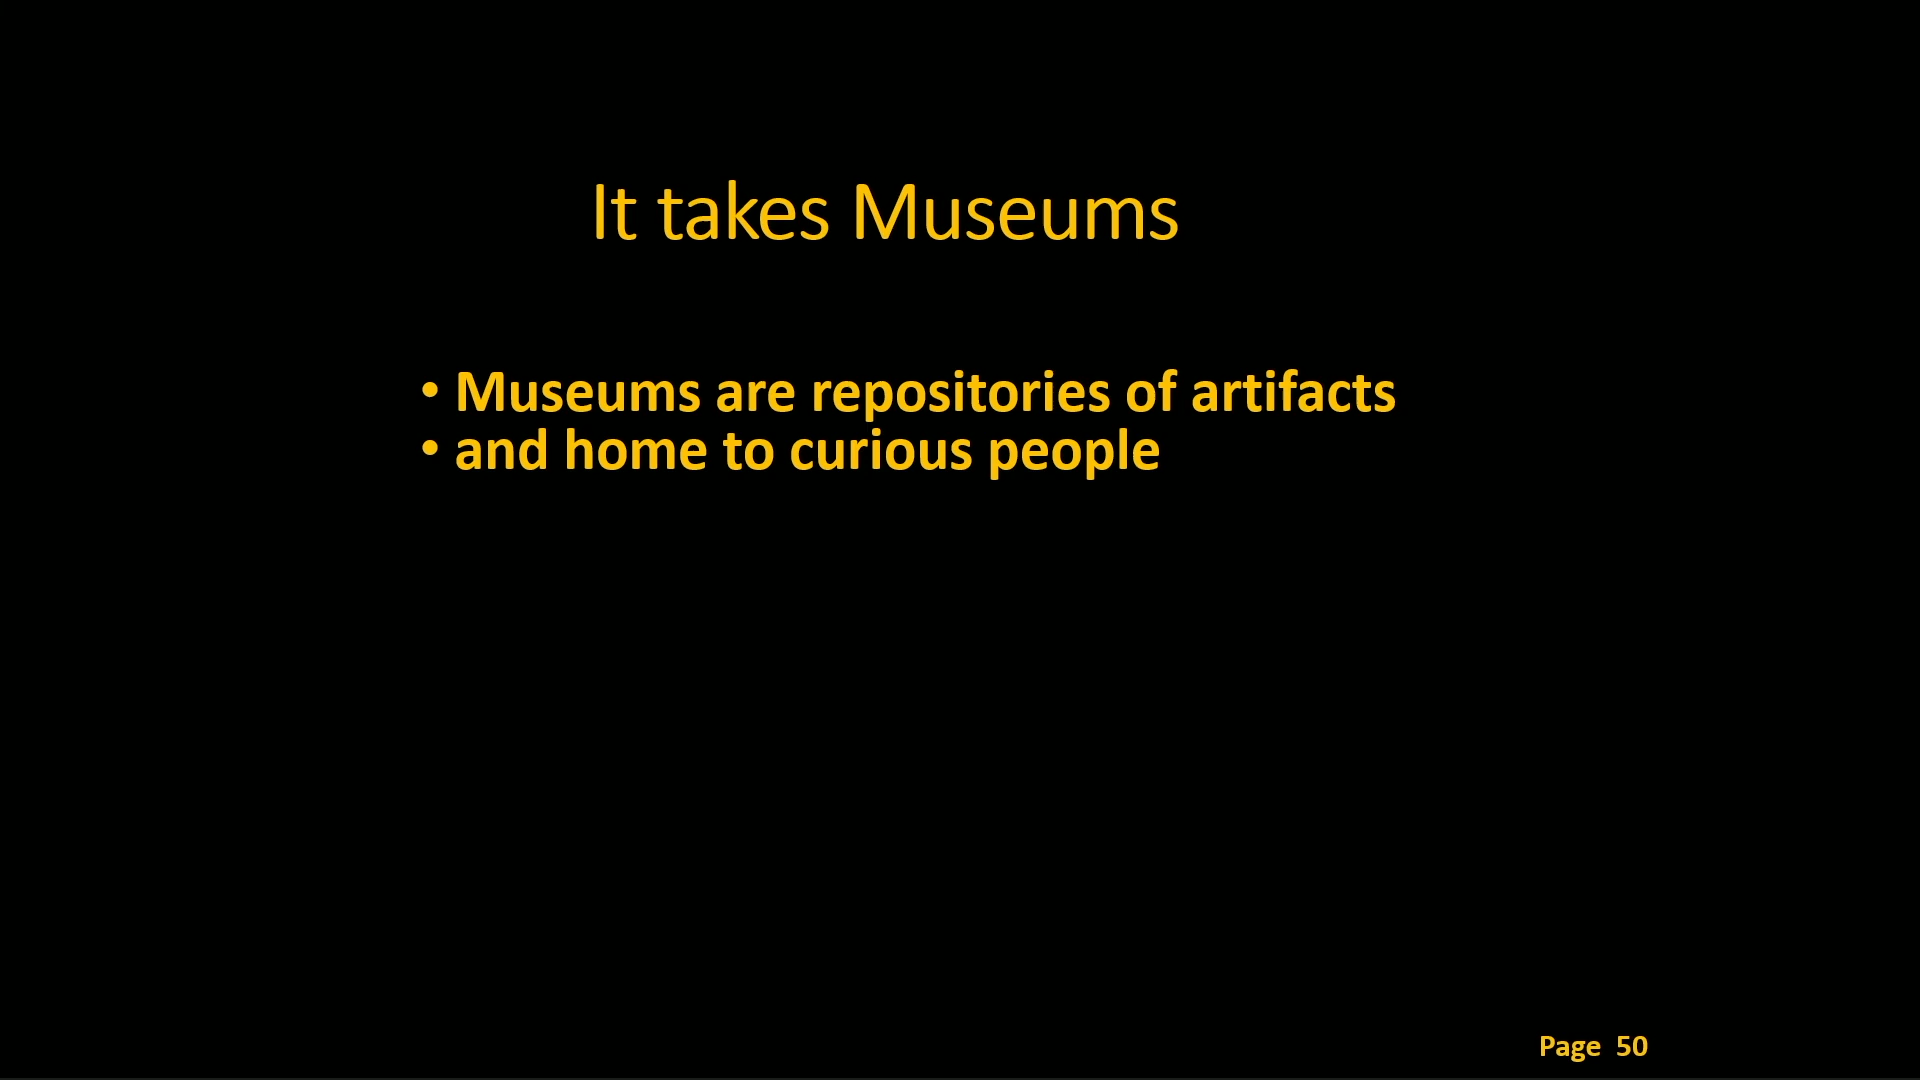 It takes Museums
• Museums are repositories of artifacts
• and home to curious people
Page 50